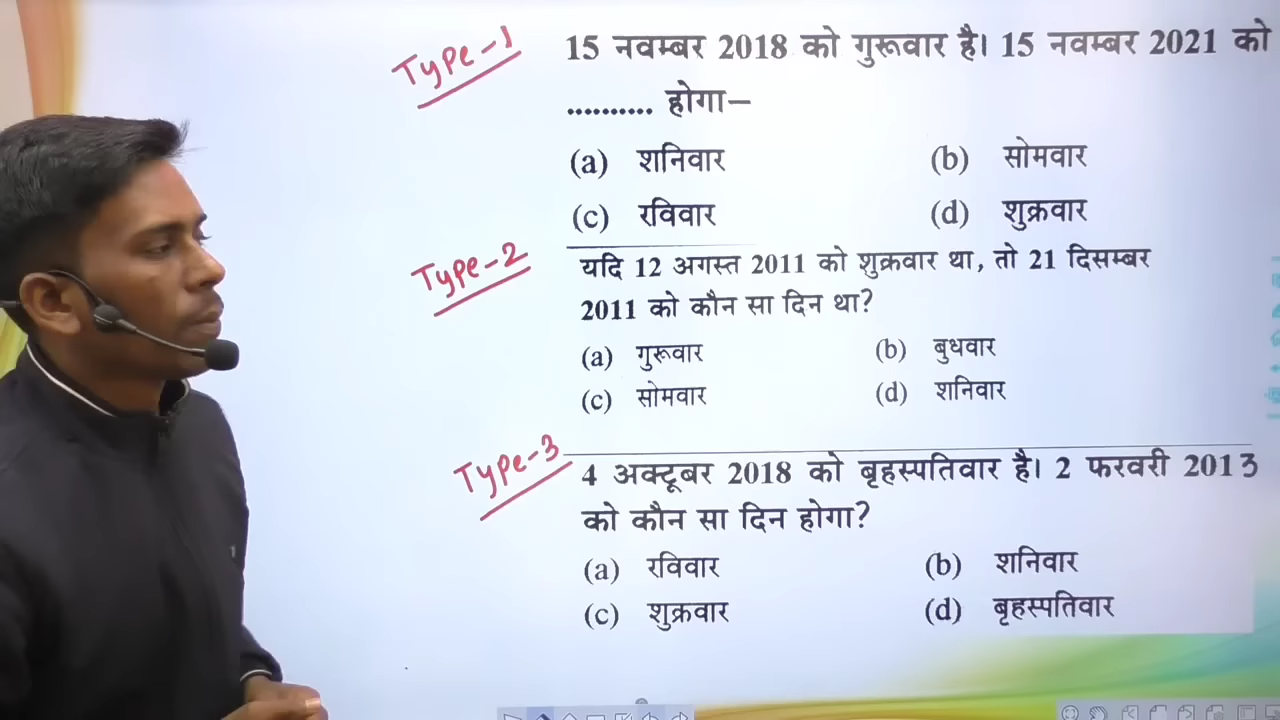 Type-1
15 नवम्बर 2018 को गुरूवार है। 15 नवम्बर 2021 को
.......... होगा–
(a) शनिवार (b) सोमवार
(c) रविवार (d) शुक्रवार
Type-2
यदि 12 अगस्त 2011 को शुक्रवार था, तो 21 दिसम्बर
2011 को कौन सा दिन था?
(a) गुरूवार (b) बुधवार
(c) सोमवार (d) शनिवार
Type-3
4 अक्टूबर 2018 को बृहस्पतिवार है। 2 फरवरी 2013
को कौन सा दिन होगा?
(a) रविवार (b) शनिवार
(c) शुक्रवार (d) बृहस्पतिवार